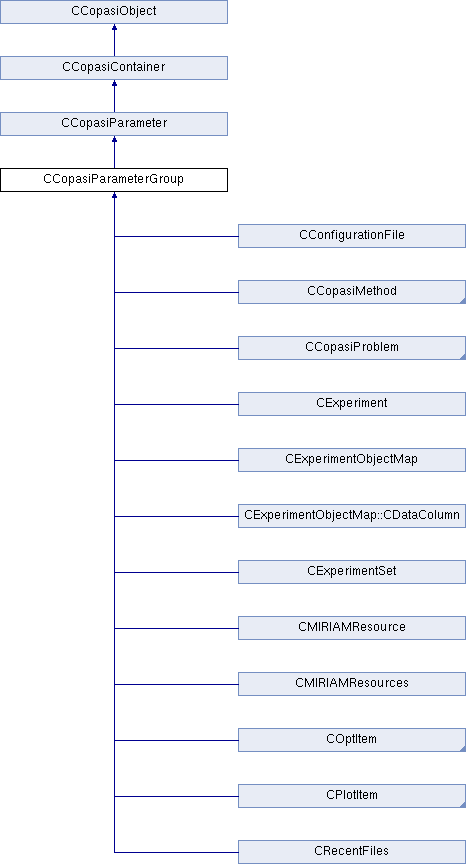 CCopasiObject
CCopasiContainer
CCopasiParameter
CCopasiParameterGroup
CConfigurationFile
CCopasiMethod
CCopasiProblem
CExperiment
CExperimentObjectMap
CExperimentObjectMap::CDataColumn
CExperimentSet
CMIRIAMResource
CMIRIAMResources
COptItem
CPlotItem
CRecentFiles